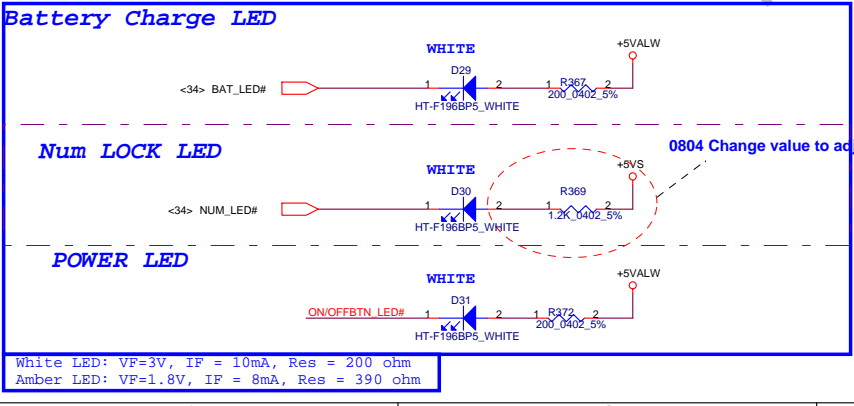 Battery Charge LED
WHITE
+5VALW
D29
<34> BAT_LED#
1
2
1
R367
2
HT-F196BP5_WHITE
200_0402_5%
Num LOCK LED
0804 Change value to ad
WHITE
+5VS
D30
R369
<34> NUM_LED#
1
2
1
2
HT-F196BP5_WHITE
1.2K_0402_5%
POWER LED
WHITE
+5VALW
D31
ON/OFFBTN_LED#
1
2
1
R372
2
HT-F196BP5_WHITE
200_0402_5%
White LED: VF=3V, IF = 10mA, Res = 200 ohm
Amber LED: VF=1.8V, IF = 8mA, Res = 390 ohm